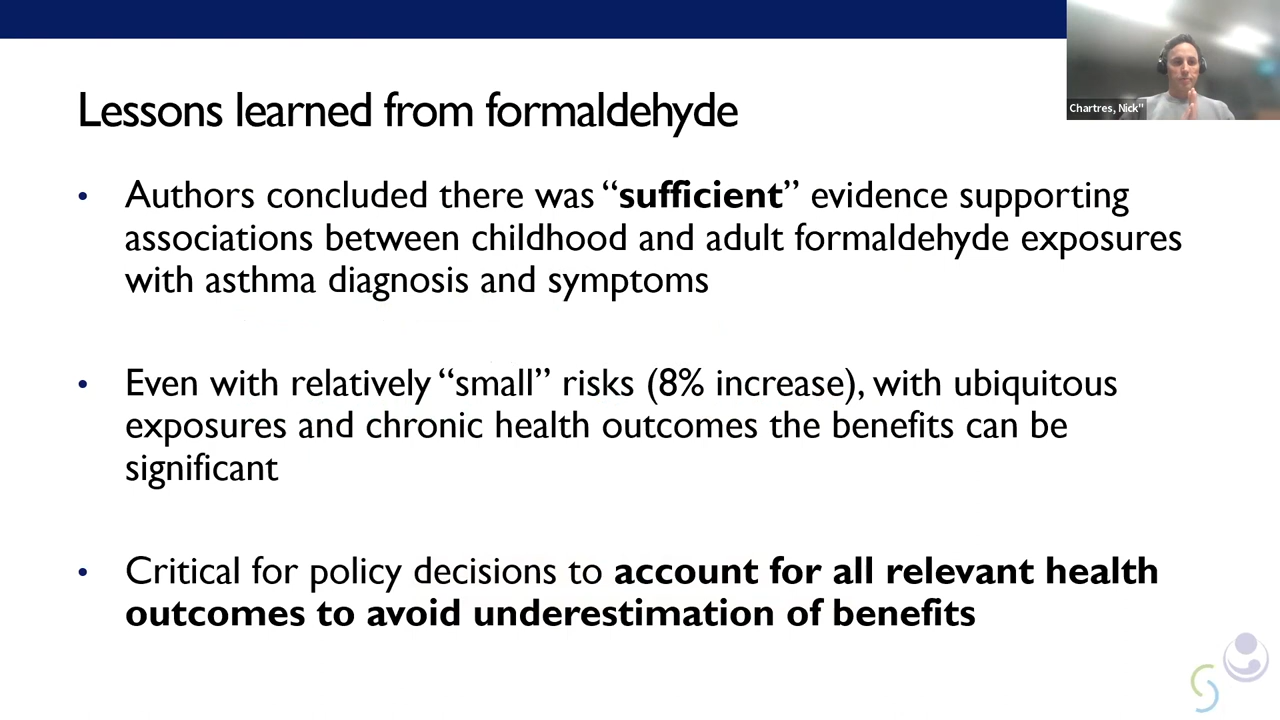 Chartres, Nick"
Lessons learned from formaldehyde
• Authors concluded there was “sufficient” evidence supporting
associations between childhood and adult formaldehyde exposures
with asthma diagnosis and symptoms
• Even with relatively “small” risks (8% increase), with ubiquitous
exposures and chronic health outcomes the benefits can be
significant
• Critical for policy decisions to account for all relevant health
outcomes to avoid underestimation of benefits